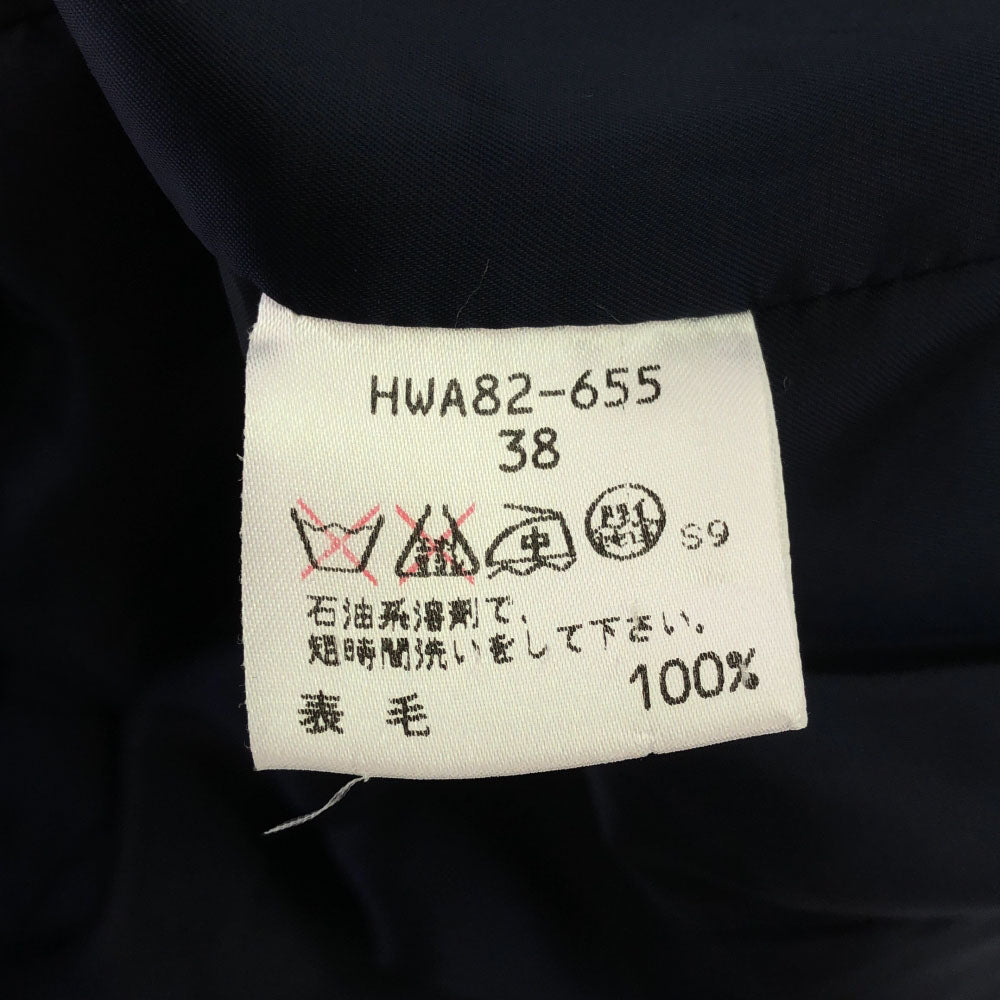 HWA82-655
38
中 S9
石油系溶剤で、
短時間洗いをして下さい。
表 毛 100%